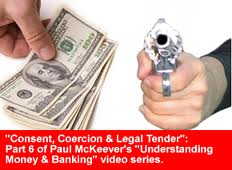 "Consent, Coercion & Legal Tender":
Part 6 of Paul McKeever's "Understanding
Money & Banking" video series.